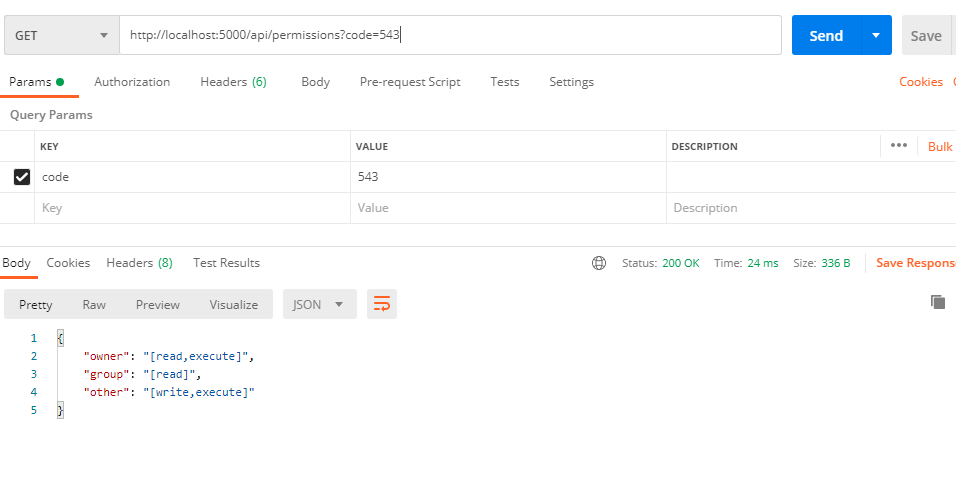 GET http://localhost:5000/api/permissions?code=543 Send Save
Params Authorization Headers (6) Body Pre-request Script Tests Settings Cookies
Query Params
KEY VALUE DESCRIPTION ••• Bulk
code 543
Key Value Description
Body Cookies Headers (8) Test Results Status: 200 OK Time: 24 ms Size: 336 B Save Respons
Pretty Raw Preview Visualize JSON
1 {
2 "owner": "[read,execute]",
3 "group": "[read]",
4 "other": "[write,execute]"
5 }